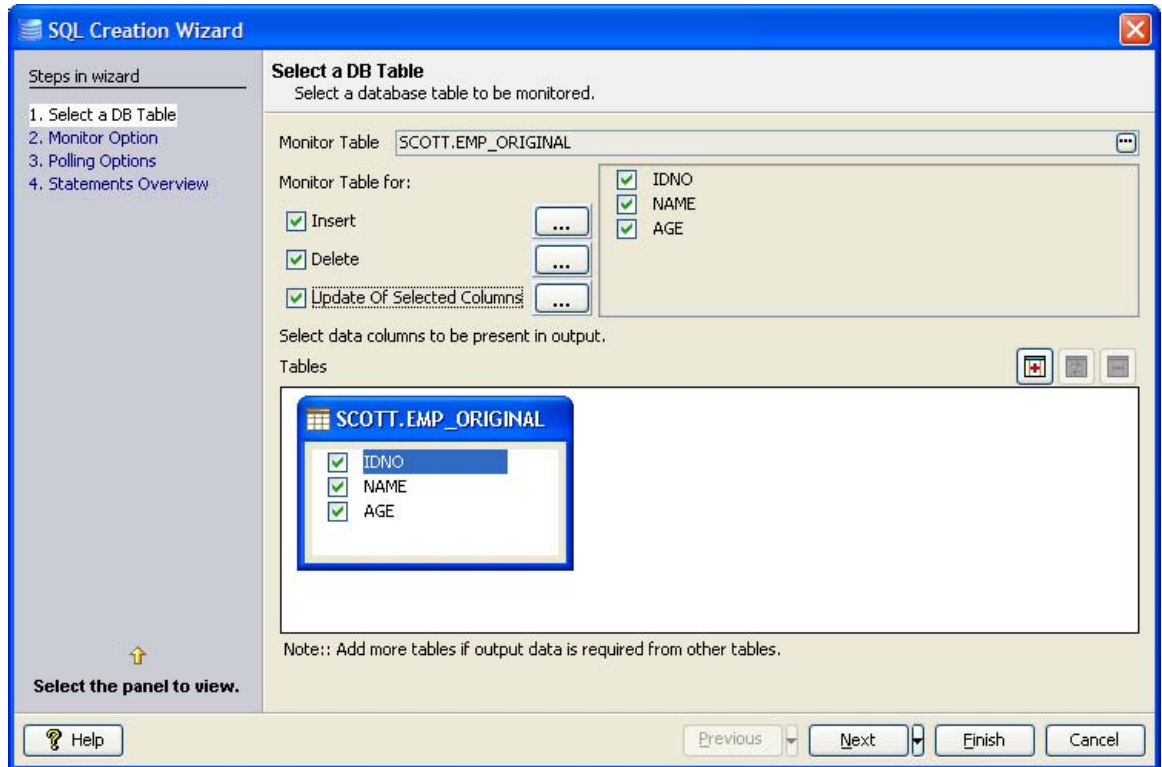 SQL Creation Wizard
Steps in wizard
1. Select a DB Table
2. Monitor Option
3. Polling Options
4. Statements Overview
Select the panel to view.
Select a DB Table
Select a database table to be monitored.
Monitor Table SCOTT.EMP_ORIGINAL ...
Monitor Table for:
Insert ...
Delete ...
Update Of Selected Columns ...
IDNO
NAME
AGE
Select data columns to be present in output.
Tables
SCOTT.EMP_ORIGINAL
IDNO
NAME
AGE
Note:: Add more tables if output data is required from other tables.
Help Previous Next Finish Cancel